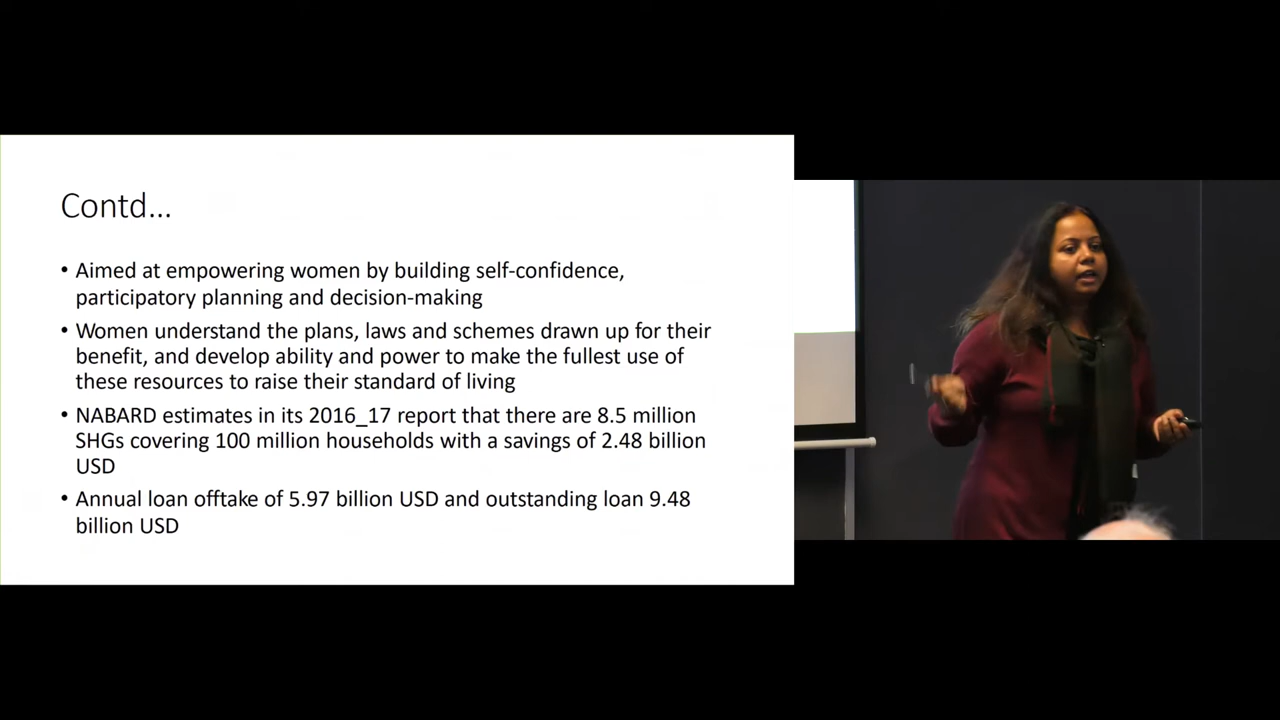 Contd...
• Aimed at empowering women by building self-confidence,
participatory planning and decision-making
• Women understand the plans, laws and schemes drawn up for their
benefit, and develop ability and power to make the fullest use of
these resources to raise their standard of living
• NABARD estimates in its 2016_17 report that there are 8.5 million
SHGs covering 100 million households with a savings of 2.48 billion
USD
• Annual loan offtake of 5.97 billion USD and outstanding loan 9.48
billion USD